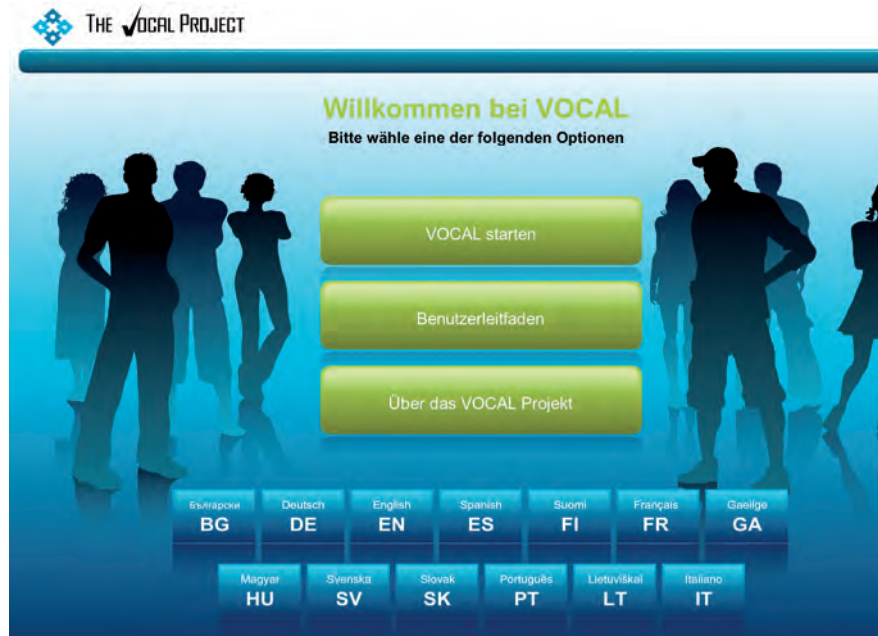 THE VOCAL PROJECT
Willkommen bei VOCAL
Bitte wähle eine der folgenden Optionen
VOCAL starten
Benutzerleitfaden
Über das VOCAL Projekt
Български Deutsch English Spanish Suomi Français Gaeilge
BG DE EN ES FI FR GA
Magyar Svenska Slovak Português Lietuviškai Italiano
HU SV SK PT LT IT